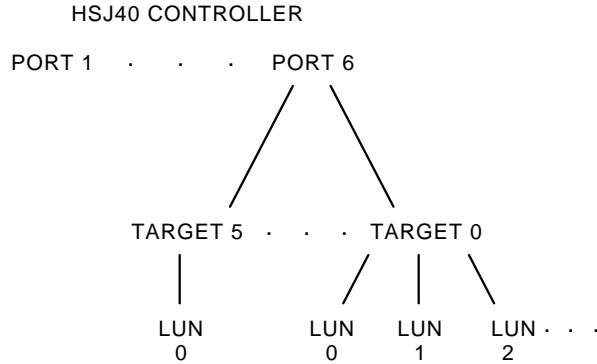 HSJ40 CONTROLLER
PORT 1 . . . PORT 6
TARGET 5 . . . TARGET 0
LUN LUN LUN LUN . . .
0 0 1 2